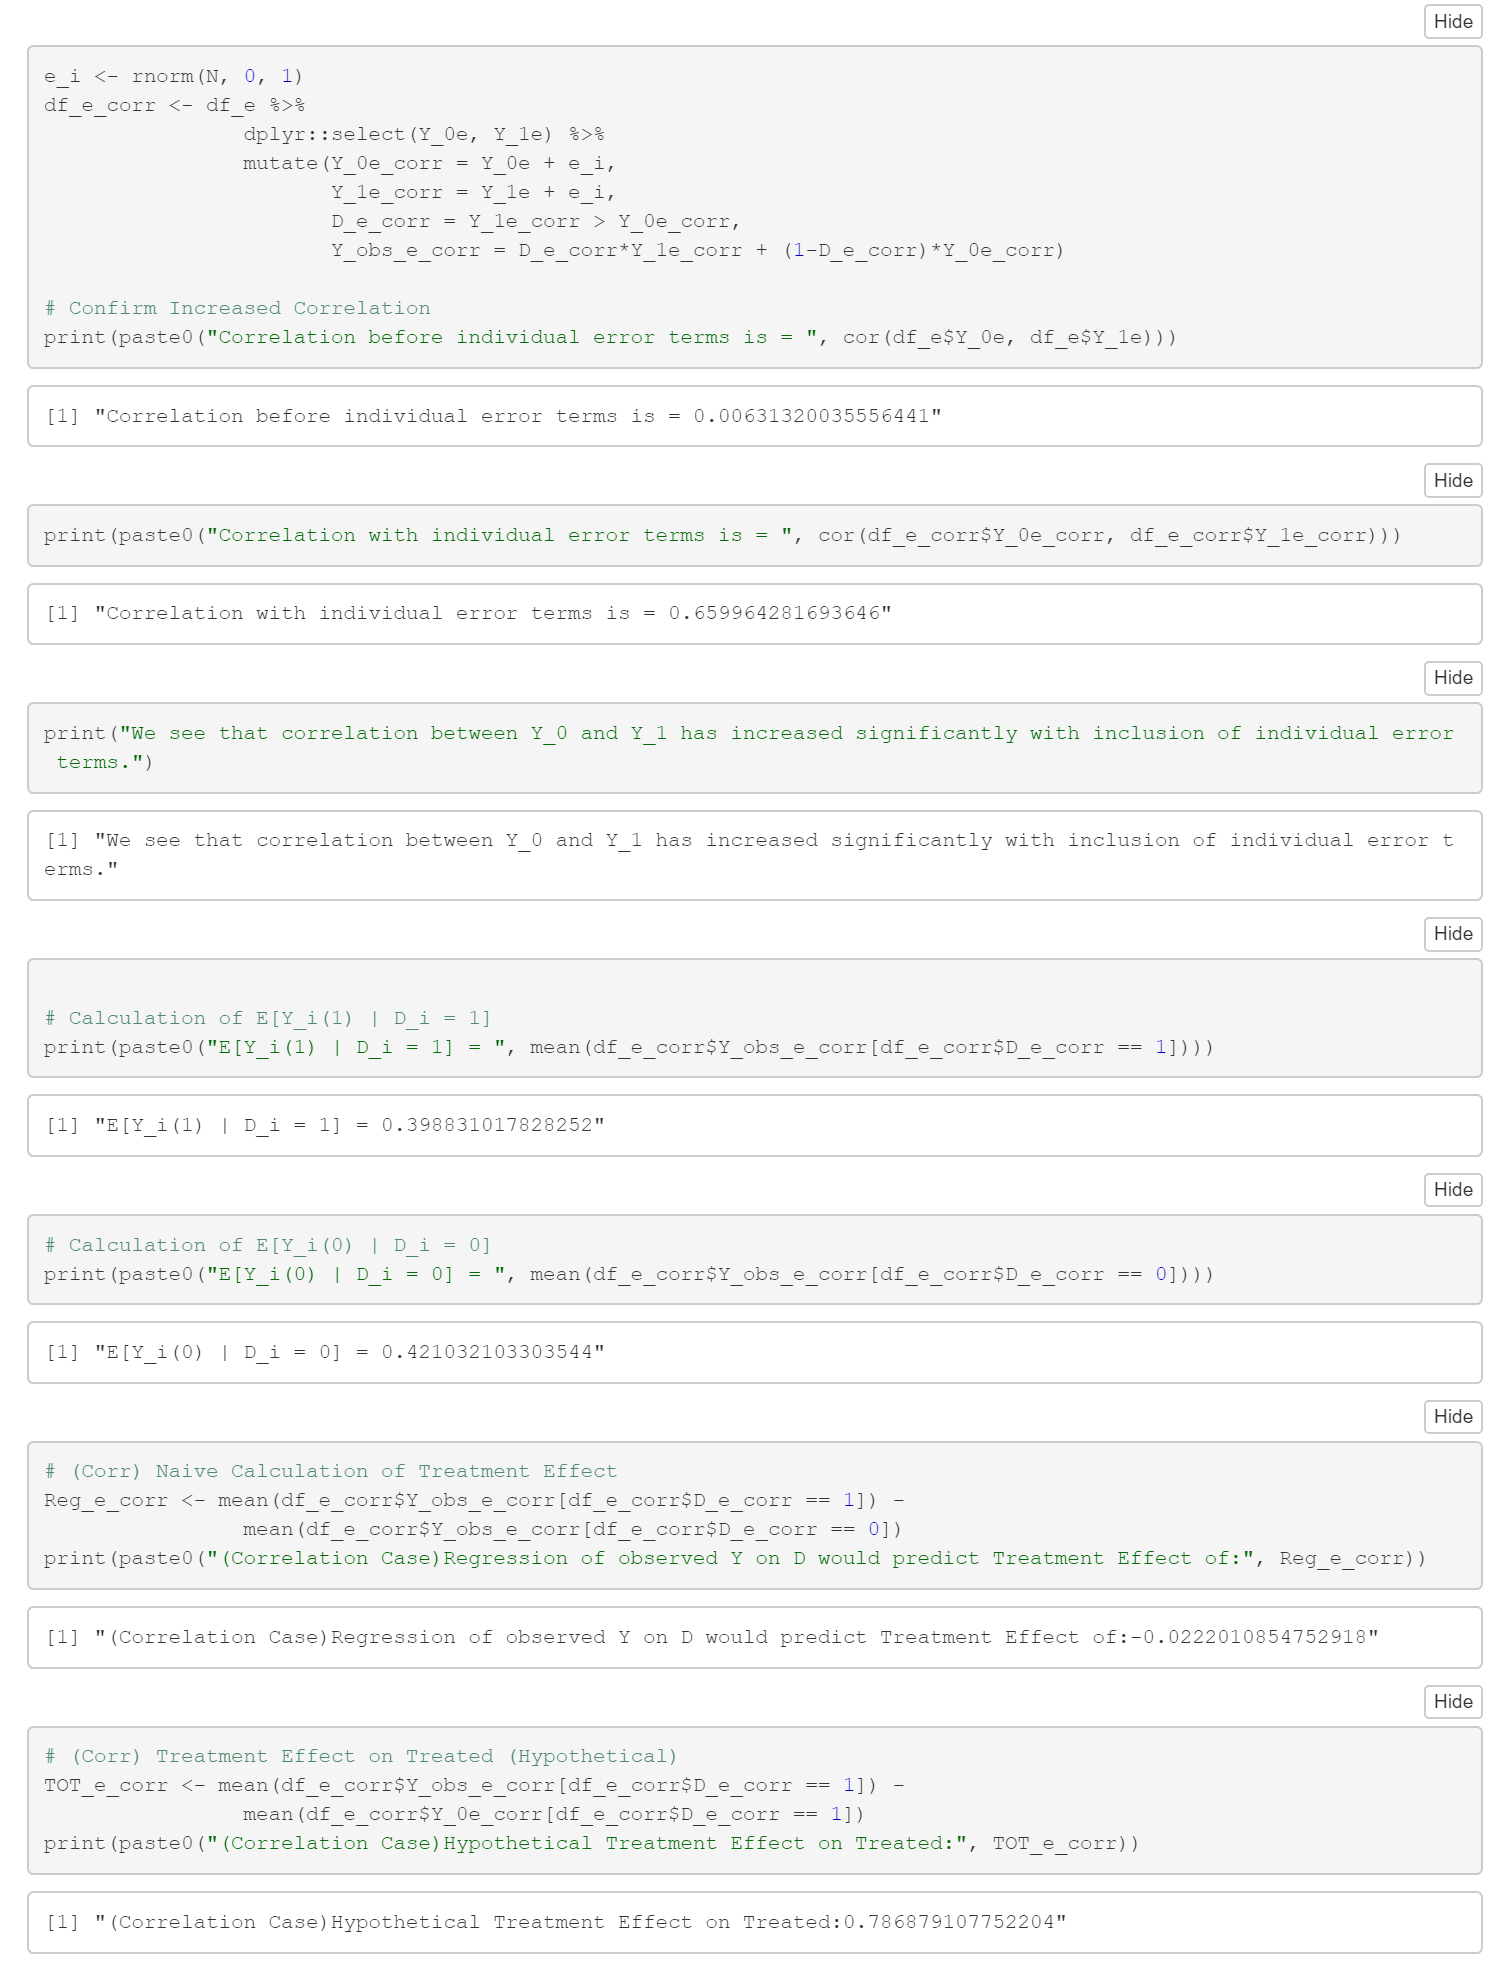 Hide
e_i <- rnorm(N, 0, 1)
df_e_corr <- df_e %>%
                dplyr::select(Y_0e, Y_1e) %>%
                mutate(Y_0e_corr = Y_0e + e_i,
                       Y_1e_corr = Y_1e + e_i,
                       D_e_corr = Y_1e_corr > Y_0e_corr,
                       Y_obs_e_corr = D_e_corr*Y_1e_corr + (1-D_e_corr)*Y_0e_corr)
# Confirm Increased Correlation
print(paste0("Correlation before individual error terms is = ", cor(df_e$Y_0e, df_e$Y_1e)))
[1] "Correlation before individual error terms is = 0.00631320035556441"
Hide
print(paste0("Correlation with individual error terms is = ", cor(df_e_corr$Y_0e_corr, df_e_corr$Y_1e_corr)))
[1] "Correlation with individual error terms is = 0.659964281693646"
Hide
print("We see that correlation between Y_0 and Y_1 has increased significantly with inclusion of individual error
 terms.")
[1] "We see that correlation between Y_0 and Y_1 has increased significantly with inclusion of individual error t
erms."
Hide
# Calculation of E[Y_i(1) | D_i = 1]
print(paste0("E[Y_i(1) | D_i = 1] = ", mean(df_e_corr$Y_obs_e_corr[df_e_corr$D_e_corr == 1])))
[1] "E[Y_i(1) | D_i = 1] = 0.398831017828252"
Hide
# Calculation of E[Y_i(0) | D_i = 0]
print(paste0("E[Y_i(0) | D_i = 0] = ", mean(df_e_corr$Y_obs_e_corr[df_e_corr$D_e_corr == 0])))
[1] "E[Y_i(0) | D_i = 0] = 0.421032103303544"
Hide
# (Corr) Naive Calculation of Treatment Effect
Reg_e_corr <- mean(df_e_corr$Y_obs_e_corr[df_e_corr$D_e_corr == 1]) -
                mean(df_e_corr$Y_obs_e_corr[df_e_corr$D_e_corr == 0])
print(paste0("(Correlation Case)Regression of observed Y on D would predict Treatment Effect of:", Reg_e_corr))
[1] "(Correlation Case)Regression of observed Y on D would predict Treatment Effect of:-0.0222010854752918"
Hide
# (Corr) Treatment Effect on Treated (Hypothetical)
TOT_e_corr <- mean(df_e_corr$Y_obs_e_corr[df_e_corr$D_e_corr == 1]) -
                mean(df_e_corr$Y_0e_corr[df_e_corr$D_e_corr == 1])
print(paste0("(Correlation Case)Hypothetical Treatment Effect on Treated:", TOT_e_corr))
[1] "(Correlation Case)Hypothetical Treatment Effect on Treated:0.786879107752204"